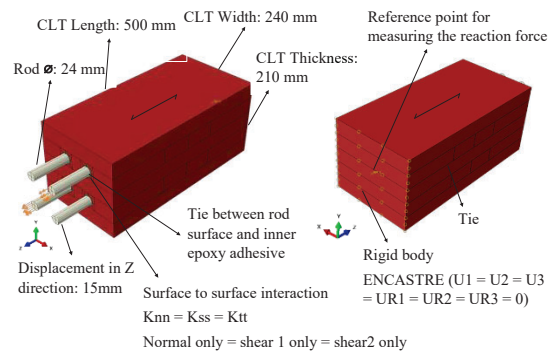 CLT Length: 500 mm
CLT Width: 240 mm
Rod ⌀: 24 mm
CLT Thickness:
210 mm
Tie between rod
surface and inner
epoxy adhesive
Displacement in Z
direction: 15mm
Surface to surface interaction
Knn = Kss = Ktt
Normal only = shear 1 only = shear2 only
Reference point for
measuring the reaction force
Tie
Rigid body
ENCASTRE (U1 = U2 = U3
= UR1 = UR2 = UR3 = 0)